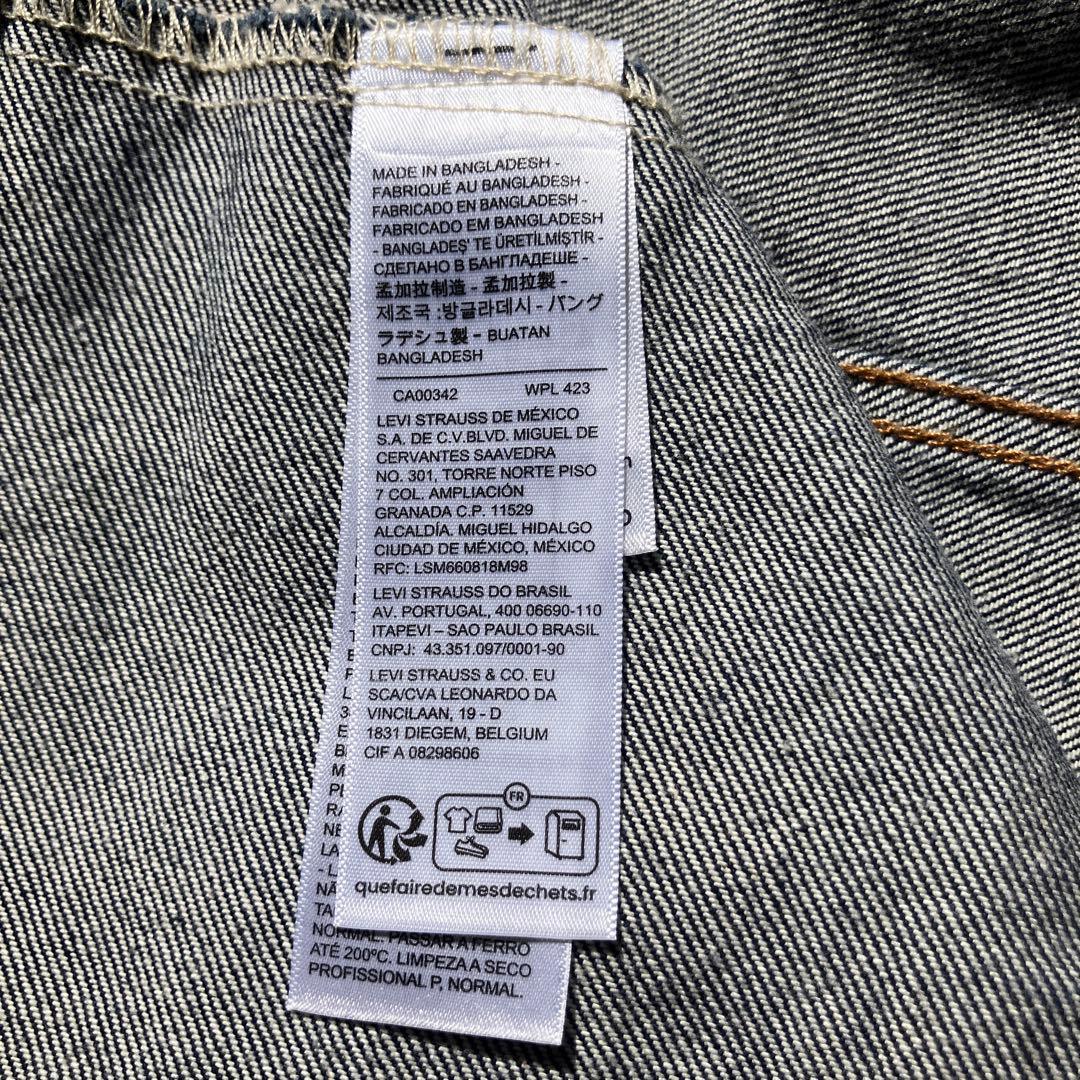 MADE IN BANGLADESH -
FABRIQUÉ AU BANGLADESH -
FABRICADO EN BANGLADESH -
FABRICADO EM BANGLADESH
- BANGLADEŞ' TE ÜRETİLMİŞTİR -
СДЕЛАНО В БАНГЛАДЕШЕ -
孟加拉制造 - 孟加拉製 -
제조국 :방글라데시 - バング
ラデシュ製 - BUATAN
BANGLADESH
CA00342 WPL 423
LEVI STRAUSS DE MÉXICO
S.A. DE C.V.BLVD. MIGUEL DE
CERVANTES SAAVEDRA
NO. 301, TORRE NORTE PISO
7 COL. AMPLIACIÓN
GRANADA C.P. 11529
ALCALDÍA. MIGUEL HIDALGO
CIUDAD DE MÉXICO, MÉXICO
RFC: LSM660818M98
LEVI STRAUSS DO BRASIL
AV. PORTUGAL, 400 06690-110
ITAPEVI – SAO PAULO BRASIL
CNPJ: 43.351.097/0001-90
LEVI STRAUSS & CO. EU
SCA/CVA LEONARDO DA
VINCILAAN, 19 - D
1831 DIEGEM, BELGIUM
CIF A 08298606
FR
quefairedemesdechets.fr
NORMAL. PASSAR A FERRO
ATÉ 200ºC. LIMPEZA A SECO
PROFISSIONAL P, NORMAL.